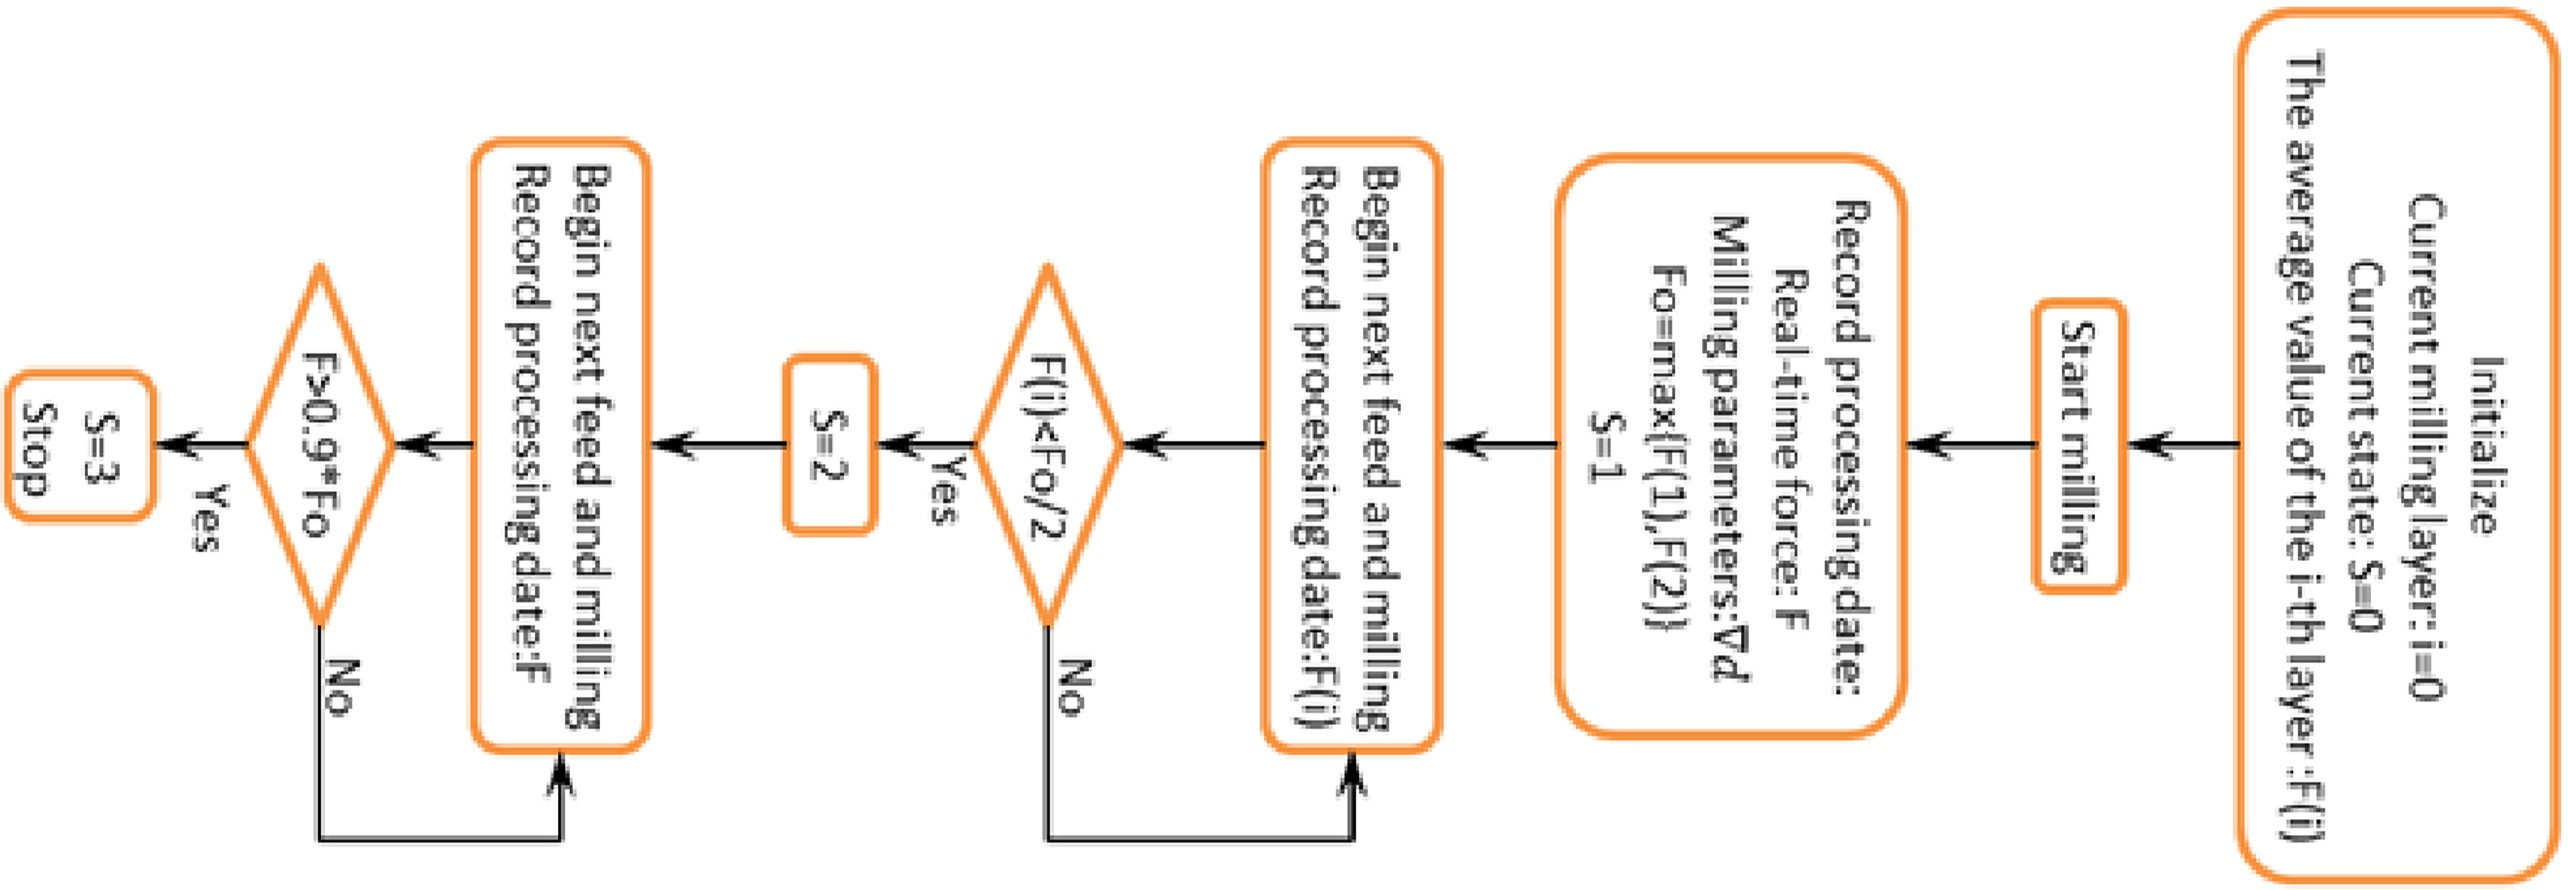 Initialize
Current milling layer: i=0
Current state: S=0
The average value of the i-th layer:F(i)
Start milling
Record processing date:
Real-time force: F
Milling parameters:∇d
Fo=max{F(1),F(2)}
S=1
Begin next feed and milling
Record processing date:F(i)
F(i)<Fo/2
No
Yes
S=2
Begin next feed and milling
Record processing date:F
F>0.9*Fo
No
Yes
S=3
Stop